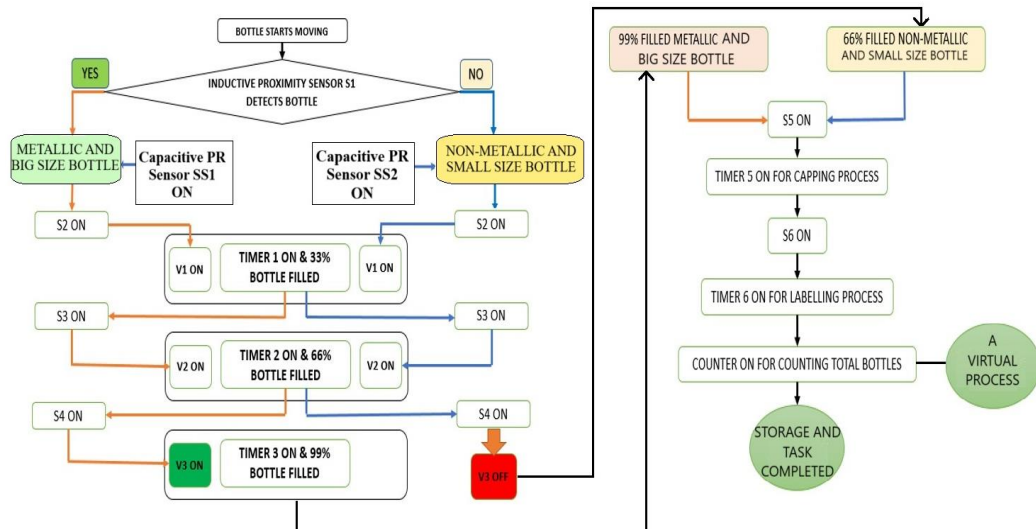 BOTTLE STARTS MOVING
YES
NO
INDUCTIVE PROXIMITY SENSOR S1
DETECTS BOTTLE
METALLIC AND
BIG SIZE BOTTLE
Capacitive PR
Sensor SS1
ON
Capacitive PR
Sensor SS2
ON
NON-METALLIC AND
SMALL SIZE BOTTLE
S2 ON
S2 ON
V1 ON
TIMER 1 ON & 33%
BOTTLE FILLED
V1 ON
S3 ON
S3 ON
V2 ON
TIMER 2 ON & 66%
BOTTLE FILLED
V2 ON
S4 ON
S4 ON
V3 ON
TIMER 3 ON & 99%
BOTTLE FILLED
V3 OFF
99% FILLED METALLIC AND
BIG SIZE BOTTLE
66% FILLED NON-METALLIC
AND SMALL SIZE BOTTLE
S5 ON
TIMER 5 ON FOR CAPPING PROCESS
S6 ON
TIMER 6 ON FOR LABELLING PROCESS
COUNTER ON FOR COUNTING TOTAL BOTTLES
A
VIRTUAL
PROCESS
STORAGE AND
TASK
COMPLETED